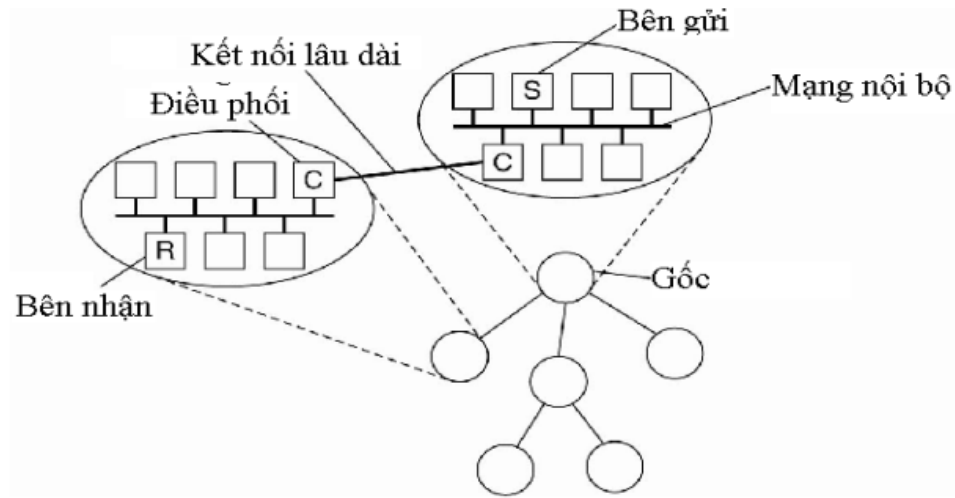 Bên gửi
Kết nối lâu dài
Mạng nội bộ
Điều phối
S
C
C
R
Gốc
Bên nhận